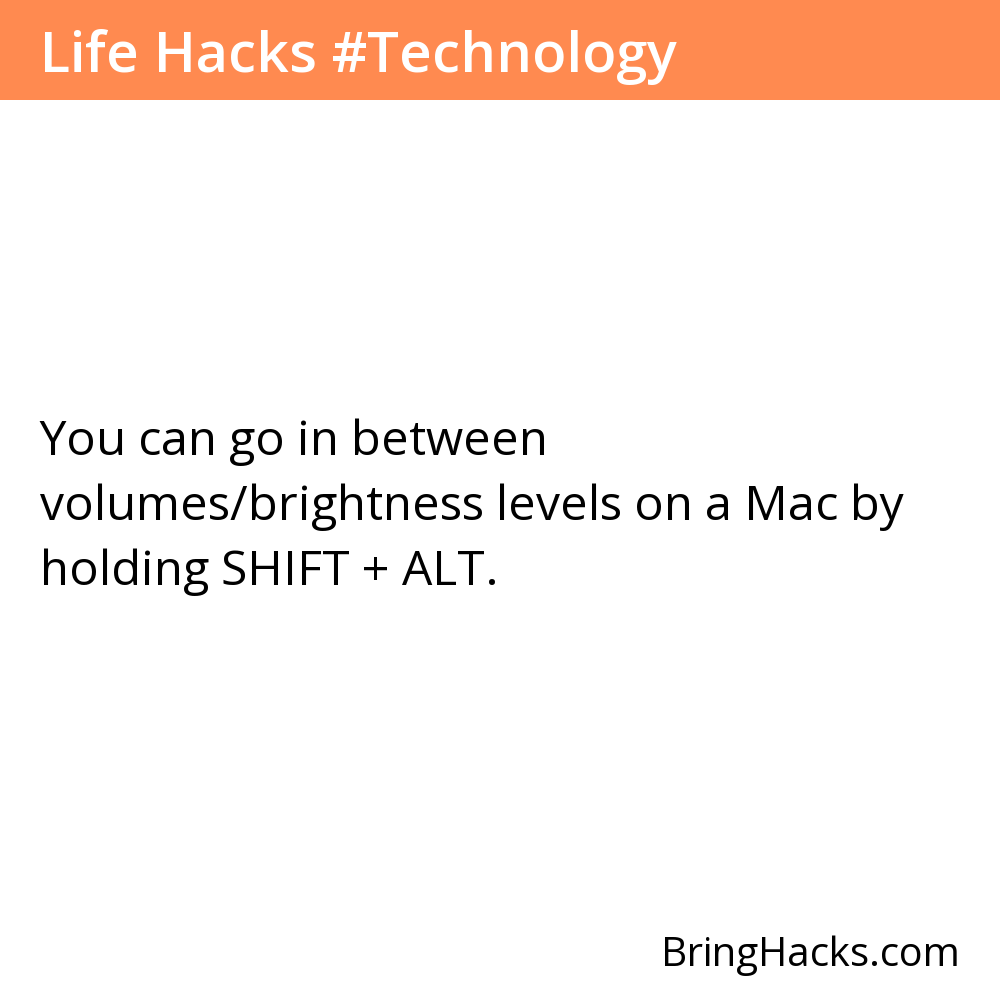 Life Hacks #Technology
You can go in between
volumes/brightness levels on a Mac by
holding SHIFT + ALT.
BringHacks.com